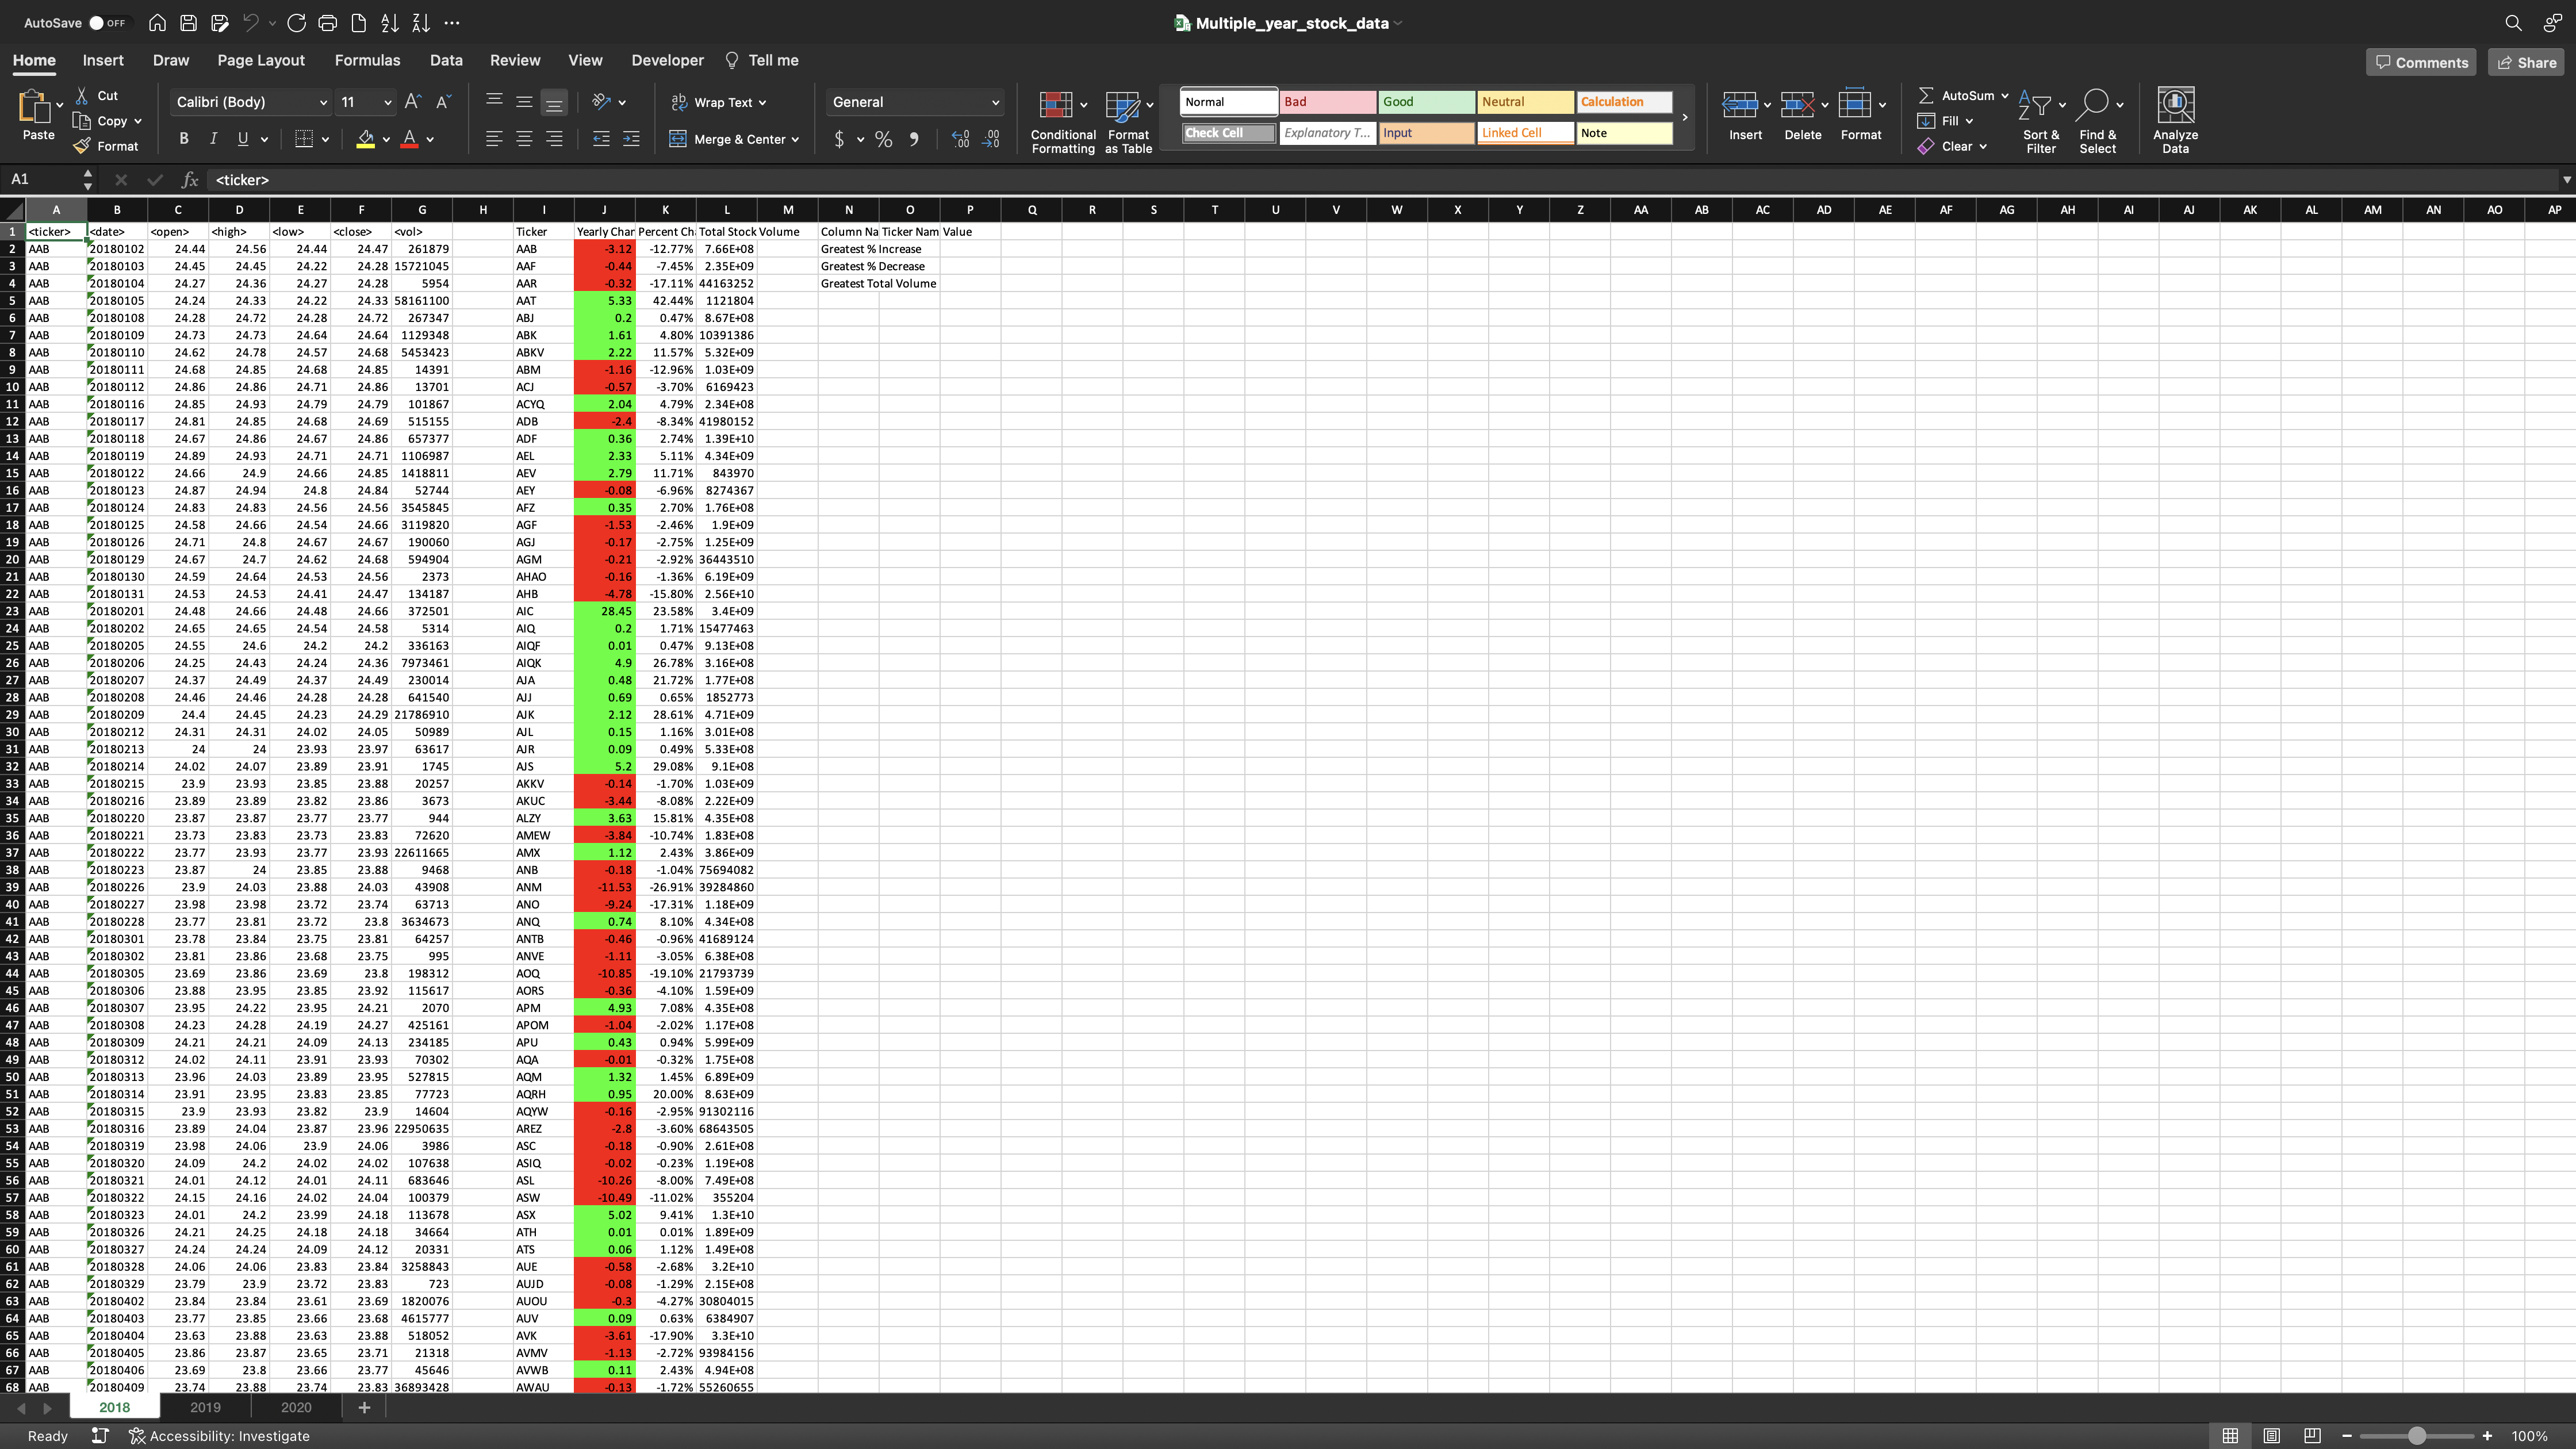 AutoSave OFF Multiple_year_stock_data
Home Insert Draw Page Layout Formulas Data Review View Developer Tell me Comments Share
Paste Cut Copy Format Calibri (Body) 11 Wrap Text General Normal Bad Good Neutral Calculation AutoSum
B I U Merge & Center $ % Conditional Formatting Format as Table Check Cell Explanatory T... Input Linked Cell Note Insert Delete Format Fill Clear Sort & Filter Find & Select Analyze Data
A1 fx <ticker>
A B C D E F G H I J K L M N O P Q R S T U V W X Y Z AA AB AC AD AE AF AG AH AI AJ AK AL AM AN AO AP
1 <ticker> <date> <open> <high> <low> <close> <vol> Ticker Yearly Char Percent Ch Total Stock Volume Column Na Ticker Nam Value
2 AAB 20180102 24.44 24.56 24.44 24.47 261879 AAB -3.12 -12.77% 7.66E+08 Greatest % Increase
3 AAB 20180103 24.45 24.45 24.22 24.28 15721045 AAF -0.44 -7.45% 2.35E+09 Greatest % Decrease
4 AAB 20180104 24.27 24.36 24.27 24.28 5954 AAR -0.32 -17.11% 44163252 Greatest Total Volume
5 AAB 20180105 24.24 24.33 24.22 24.33 58161100 AAT 5.33 42.44% 1121804
6 AAB 20180108 24.28 24.72 24.28 24.72 267347 ABJ 0.2 0.47% 8.67E+08
7 AAB 20180109 24.73 24.73 24.64 24.64 1129348 ABK 1.61 4.80% 10391386
8 AAB 20180110 24.62 24.78 24.57 24.68 5453423 ABKV 2.22 11.57% 5.32E+09
9 AAB 20180111 24.68 24.85 24.68 24.85 14391 ABM -1.16 -12.96% 1.03E+09
10 AAB 20180112 24.86 24.86 24.71 24.86 13701 ACJ -0.57 -3.70% 6169423
11 AAB 20180116 24.85 24.93 24.79 24.79 101867 ACYQ 2.04 4.79% 2.34E+08
12 AAB 20180117 24.81 24.85 24.68 24.69 515155 ADB -2.4 -8.34% 41980152
13 AAB 20180118 24.67 24.86 24.67 24.86 657377 ADF 0.36 2.74% 1.39E+10
14 AAB 20180119 24.89 24.93 24.71 24.71 1106987 AEL 2.33 5.11% 4.34E+09
15 AAB 20180122 24.66 24.9 24.66 24.85 1418811 AEV 2.79 11.71% 843970
16 AAB 20180123 24.87 24.94 24.8 24.84 52744 AEY -0.08 -6.96% 8274367
17 AAB 20180124 24.83 24.83 24.56 24.56 3545845 AFZ 0.35 2.70% 1.76E+08
18 AAB 20180125 24.58 24.66 24.54 24.66 3119820 AGF -1.53 -2.46% 1.9E+09
19 AAB 20180126 24.71 24.8 24.67 24.67 190060 AGJ -0.17 -2.75% 1.25E+09
20 AAB 20180129 24.67 24.7 24.62 24.68 594904 AGM -0.21 -2.92% 36443510
21 AAB 20180130 24.59 24.64 24.53 24.56 2373 AHAO -0.16 -1.36% 6.19E+09
22 AAB 20180131 24.53 24.53 24.41 24.47 134187 AHB -4.78 -15.80% 2.56E+10
23 AAB 20180201 24.48 24.66 24.48 24.66 372501 AIC 28.45 23.58% 3.4E+09
24 AAB 20180202 24.65 24.65 24.54 24.58 5314 AIQ 0.2 1.71% 15477463
25 AAB 20180205 24.55 24.6 24.2 24.2 336163 AIQF 0.01 0.47% 9.13E+08
26 AAB 20180206 24.25 24.43 24.24 24.36 7973461 AIQK 4.9 26.78% 3.16E+08
27 AAB 20180207 24.37 24.49 24.37 24.49 230014 AJA 0.48 21.72% 1.77E+08
28 AAB 20180208 24.46 24.46 24.28 24.28 641540 AJJ 0.69 0.65% 1852773
29 AAB 20180209 24.4 24.45 24.23 24.29 21786910 AJK 2.12 28.61% 4.71E+09
30 AAB 20180212 24.31 24.31 24.02 24.05 50989 AJL 0.15 1.16% 3.01E+08
31 AAB 20180213 24 24 23.93 23.97 63617 AJR 0.09 0.49% 5.33E+08
32 AAB 20180214 24.02 24.07 23.89 23.91 1745 AJS 5.2 29.08% 9.1E+08
33 AAB 20180215 23.9 23.93 23.85 23.88 20257 AKKV -0.14 -1.70% 1.03E+09
34 AAB 20180216 23.89 23.89 23.82 23.86 3673 AKUC -3.44 -8.08% 2.22E+09
35 AAB 20180220 23.87 23.87 23.77 23.77 944 ALZY 3.63 15.81% 4.35E+08
36 AAB 20180221 23.73 23.83 23.73 23.83 72620 AMEW -3.84 -10.74% 1.83E+08
37 AAB 20180222 23.77 23.93 23.77 23.93 22611665 AMX 1.12 2.43% 3.86E+09
38 AAB 20180223 23.87 24 23.85 23.88 9468 ANB -0.18 -1.04% 75694082
39 AAB 20180226 23.9 24.03 23.88 24.03 43908 ANM -11.53 -26.91% 39284860
40 AAB 20180227 23.98 23.98 23.72 23.74 63713 ANO -9.24 -17.31% 1.18E+09
41 AAB 20180228 23.77 23.81 23.72 23.8 3634673 ANQ 0.74 8.10% 4.34E+08
42 AAB 20180301 23.78 23.84 23.75 23.81 64257 ANTB -0.46 -0.96% 41689124
43 AAB 20180302 23.81 23.86 23.68 23.75 995 ANVE -1.11 -3.05% 6.38E+08
44 AAB 20180305 23.69 23.86 23.69 23.8 198312 AOQ -10.85 -19.10% 21793739
45 AAB 20180306 23.88 23.95 23.85 23.92 115617 AORS -0.36 -4.10% 1.59E+09
46 AAB 20180307 23.95 24.22 23.95 24.21 2070 APM 4.93 7.08% 4.35E+08
47 AAB 20180308 24.23 24.28 24.19 24.27 425161 APOM -1.04 -2.02% 1.17E+08
48 AAB 20180309 24.21 24.21 24.09 24.13 234185 APU 0.43 0.94% 5.99E+09
49 AAB 20180312 24.02 24.11 23.91 23.93 70302 AQA -0.01 -0.32% 1.75E+08
50 AAB 20180313 23.96 24.03 23.89 23.95 527815 AQM 1.32 1.45% 6.89E+09
51 AAB 20180314 23.91 23.95 23.83 23.85 77723 AQRH 0.95 20.00% 8.63E+09
52 AAB 20180315 23.9 23.93 23.82 23.9 14604 AQYW -0.16 -2.95% 91302116
53 AAB 20180316 23.89 24.04 23.87 23.96 22950635 AREZ -2.8 -3.60% 68643505
54 AAB 20180319 23.98 24.06 23.9 24.06 3986 ASC -0.18 -0.90% 2.61E+08
55 AAB 20180320 24.09 24.2 24.02 24.02 107638 ASIQ -0.02 -0.23% 1.19E+08
56 AAB 20180321 24.01 24.12 24.01 24.11 683646 ASL -10.26 -8.00% 7.49E+08
57 AAB 20180322 24.15 24.16 24.02 24.04 100379 ASW -10.49 -11.02% 355204
58 AAB 20180323 24.01 24.2 23.99 24.18 113678 ASX 5.02 9.41% 1.3E+10
59 AAB 20180326 24.21 24.25 24.18 24.18 34664 ATH 0.01 0.01% 1.89E+09
60 AAB 20180327 24.24 24.24 24.09 24.12 20331 ATS 0.06 1.12% 1.49E+08
61 AAB 20180328 24.06 24.06 23.83 23.84 3258843 AUE -0.58 -2.68% 3.2E+10
62 AAB 20180329 23.79 23.9 23.72 23.83 723 AUJD -0.08 -1.29% 2.15E+08
63 AAB 20180402 23.84 23.84 23.61 23.69 1820076 AUOU -0.3 -4.27% 30804015
64 AAB 20180403 23.77 23.85 23.66 23.68 4615777 AUV 0.09 0.63% 6384907
65 AAB 20180404 23.63 23.88 23.63 23.88 518052 AVK -3.61 -17.90% 3.3E+10
66 AAB 20180405 23.86 23.87 23.65 23.71 21318 AVMV -1.13 -2.72% 93984156
67 AAB 20180406 23.69 23.8 23.66 23.77 45646 AVWB 0.11 2.43% 4.94E+08
68 AAB 20180409 23.74 23.88 23.74 23.83 36893428 AWAU -0.13 -1.72% 55260655
2018 2019 2020
Ready Accessibility: Investigate 100%